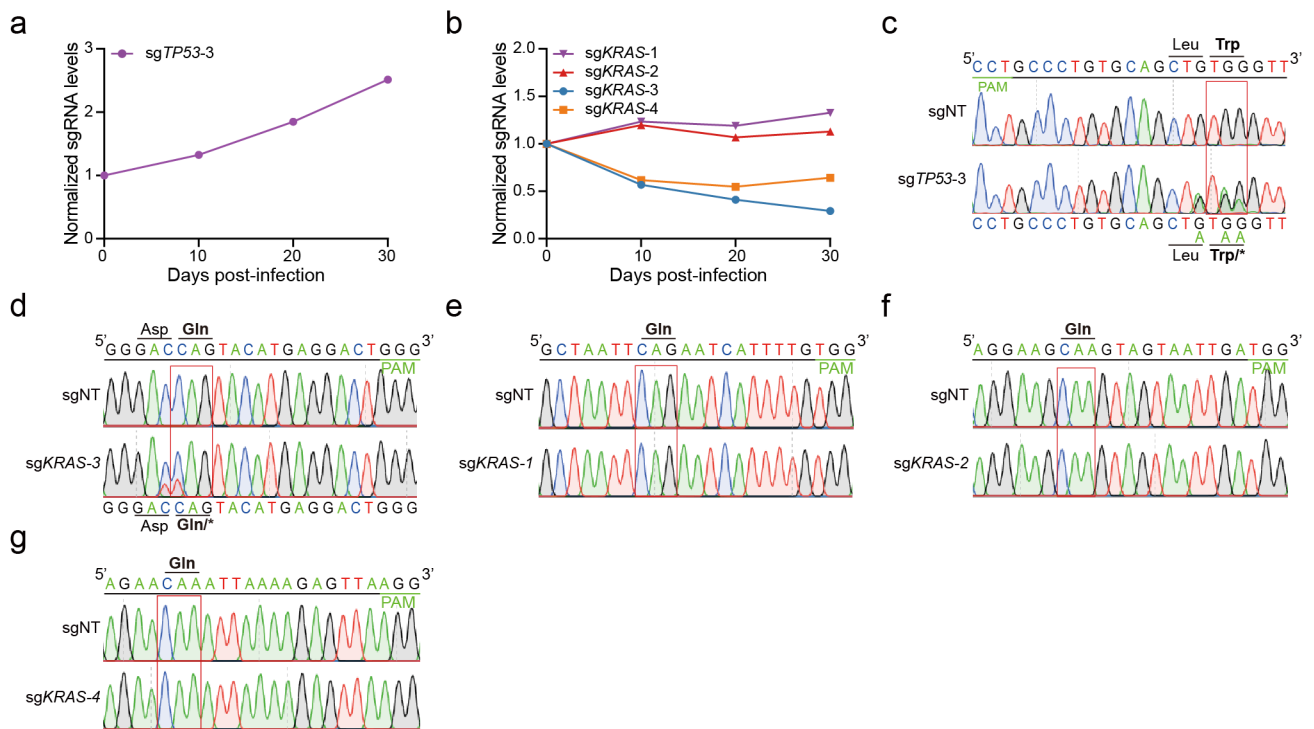 a
Normalized sgRNA levels
3
2
1
0
sgTP53-3
0 10 20 30
Days post-infection
b
Normalized sgRNA levels
2.0
1.5
1.0
0.5
0.0
sgKRAS-1
sgKRAS-2
sgKRAS-3
sgKRAS-4
0 10 20 30
Days post-infection
c
Leu Trp
5' CCTGCCCTGTGCAGCTGTGGGTT 3'
PAM
sgNT
sgTP53-3
CCTGCCCTGTGCAGCTGTGGGTT
A A A
Leu Trp/*
d
Asp Gln
5' GGGACCAGTACATGAGGACTGGG 3'
PAM
sgNT
sgKRAS-3
GGGACCAGTACATGAGGACTGGG
Asp Gln/*
e
Gln
5' GCTAATTCAGAATCATTTTGTGG 3'
PAM
sgNT
sgKRAS-1
f
Gln
5' AGGAAGCAAGTAGTAATTGATGG 3'
PAM
sgNT
sgKRAS-2
g
Gln
5' AGAACAAATTAAAAGAGTTAAGG 3'
PAM
sgNT
sgKRAS-4